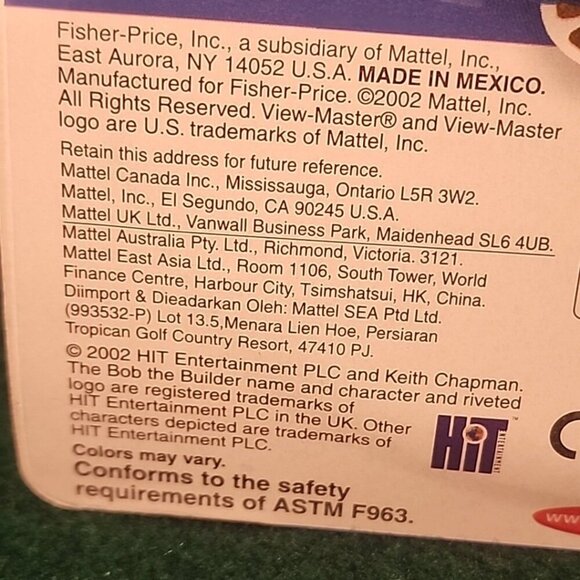 Fisher-Price, Inc., a subsidiary of Mattel, Inc.,
East Aurora, NY 14052 U.S.A. MADE IN MEXICO.
Manufactured for Fisher-Price. ©2002 Mattel, Inc.
All Rights Reserved. View-Master® and View-Master
logo are U.S. trademarks of Mattel, Inc.
Retain this address for future reference.
Mattel Canada Inc., Mississauga, Ontario L5R 3W2.
Mattel, Inc., El Segundo, CA 90245 U.S.A.
Mattel UK Ltd., Vanwall Business Park, Maidenhead SL6 4UB.
Mattel Australia Pty. Ltd., Richmond, Victoria. 3121.
Mattel East Asia Ltd., Room 1106, South Tower, World
Finance Centre, Harbour City, Tsimshatsui, HK, China.
Diimport & Dieadarkan Oleh: Mattel SEA Ptd Ltd.
(993532-P) Lot 13.5,Menara Lien Hoe, Persiaran
Tropican Golf Country Resort, 47410 PJ.
© 2002 HIT Entertainment PLC and Keith Chapman.
The Bob the Builder name and character and riveted
logo are registered trademarks of
HIT Entertainment PLC in the UK. Other
characters depicted are trademarks of
HIT Entertainment PLC.
HiT ENTERTAINMENT
Colors may vary.
Conforms to the safety
requirements of ASTM F963.